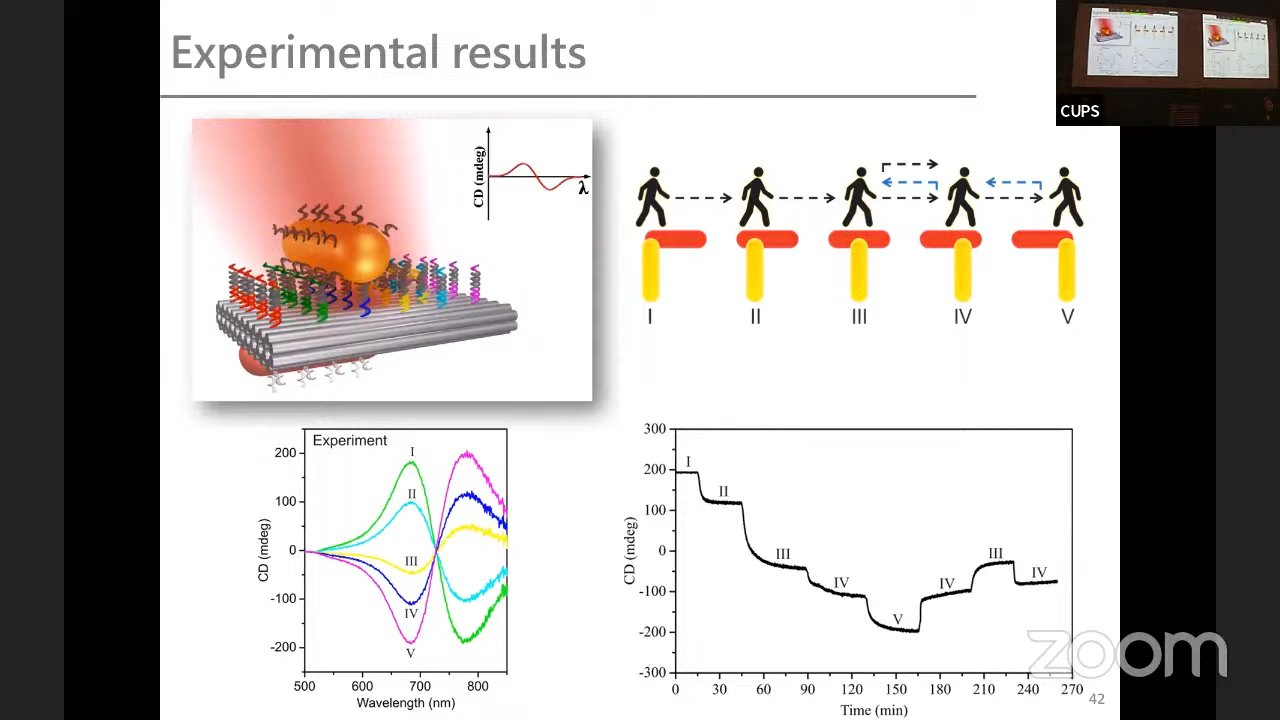 Experimental results
CUPS
CD (mdeg)
λ
I II III IV V
Experiment
200
100
0
-100
-200
I
II
III
IV
V
CD (mdeg)
500 600 700 800
Wavelength (nm)
300
200
100
0
-100
-200
-300
I
II
III
IV
V
IV
III
IV
CD (mdeg)
0 30 60 90 120 150 180 210 240 270
Time (min)
zoom
42